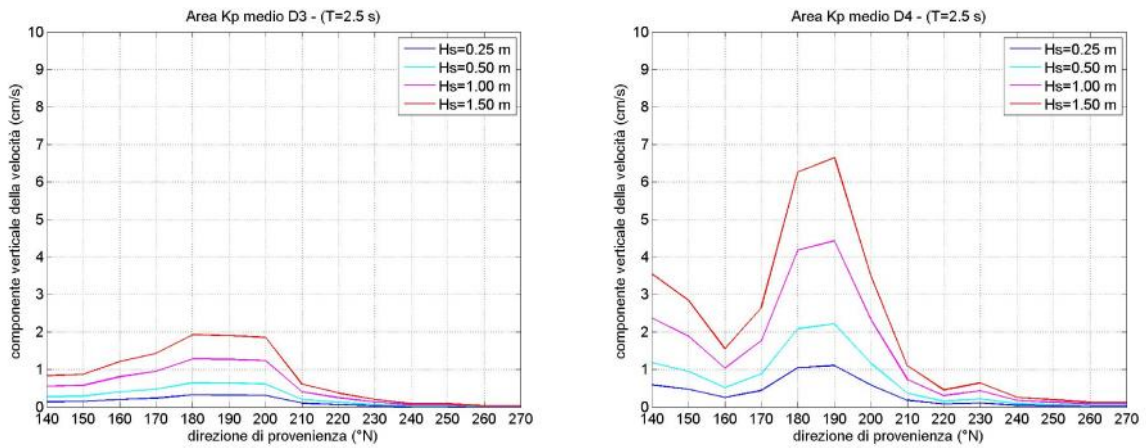 Area Kp medio D3 - (T=2.5 s)
10
9
8
7
6
5
4
3
2
1
0
componente verticale della velocità (cm/s)
Hs=0.25 m
Hs=0.50 m
Hs=1.00 m
Hs=1.50 m
140 150 160 170 180 190 200 210 220 230 240 250 260 270
direzione di provenienza (°N)
Area Kp medio D4 - (T=2.5 s)
10
9
8
7
6
5
4
3
2
1
0
componente verticale della velocità (cm/s)
Hs=0.25 m
Hs=0.50 m
Hs=1.00 m
Hs=1.50 m
140 150 160 170 180 190 200 210 220 230 240 250 260 270
direzione di provenienza (°N)